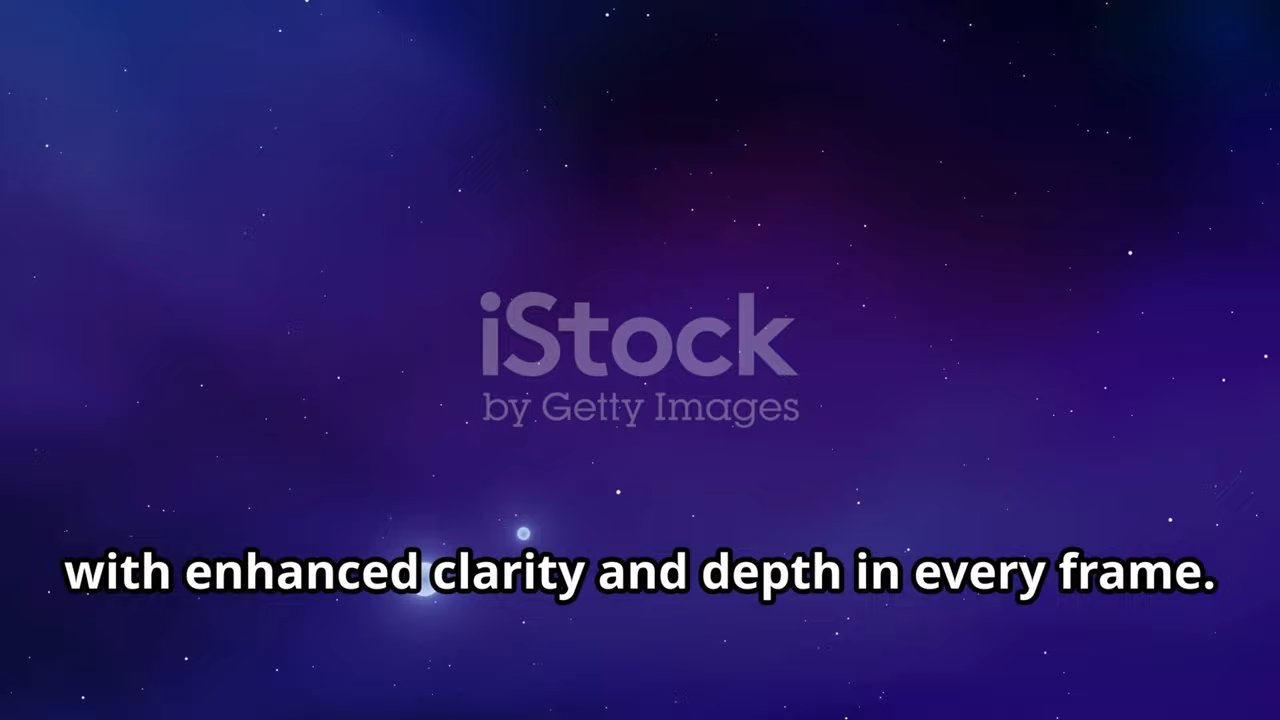 iStock
by Getty Images
with enhanced clarity and depth in every frame.